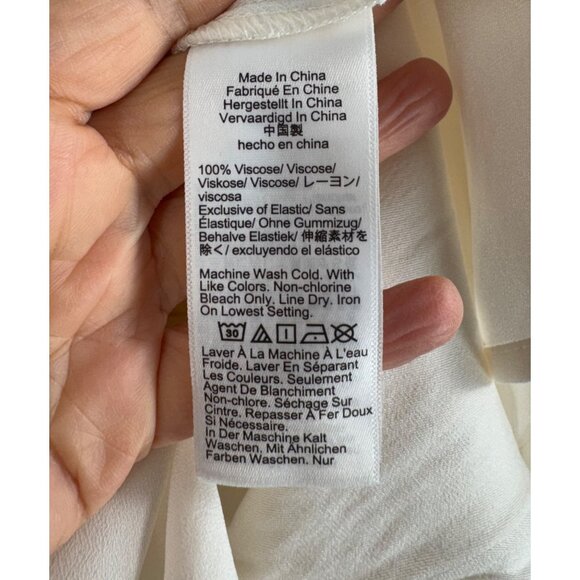 Made In China
Fabriqué En Chine
Hergestellt In China
Vervaardigd In China
中国製
hecho en china
100% Viscose/ Viscose/
Viskose/ Viscose/ レーヨン/
viscosa
Exclusive of Elastic/ Sans
Élastique/ Ohne Gummizug/
Behalve Elastiek/ 伸縮素材を
除く/ excluyendo el elástico
Machine Wash Cold. With
Like Colors. Non-chlorine
Bleach Only. Line Dry. Iron
On Lowest Setting.
30
Laver À La Machine À L'eau
Froide. Laver En Séparant
Les Couleurs. Seulement
Agent De Blanchiment
Non-chlore. Séchage Sur
Cintre. Repasser À Fer Doux
Si Nécessaire.
In Der Maschine Kalt
Waschen. Mit Ähnlichen
Farben Waschen. Nur